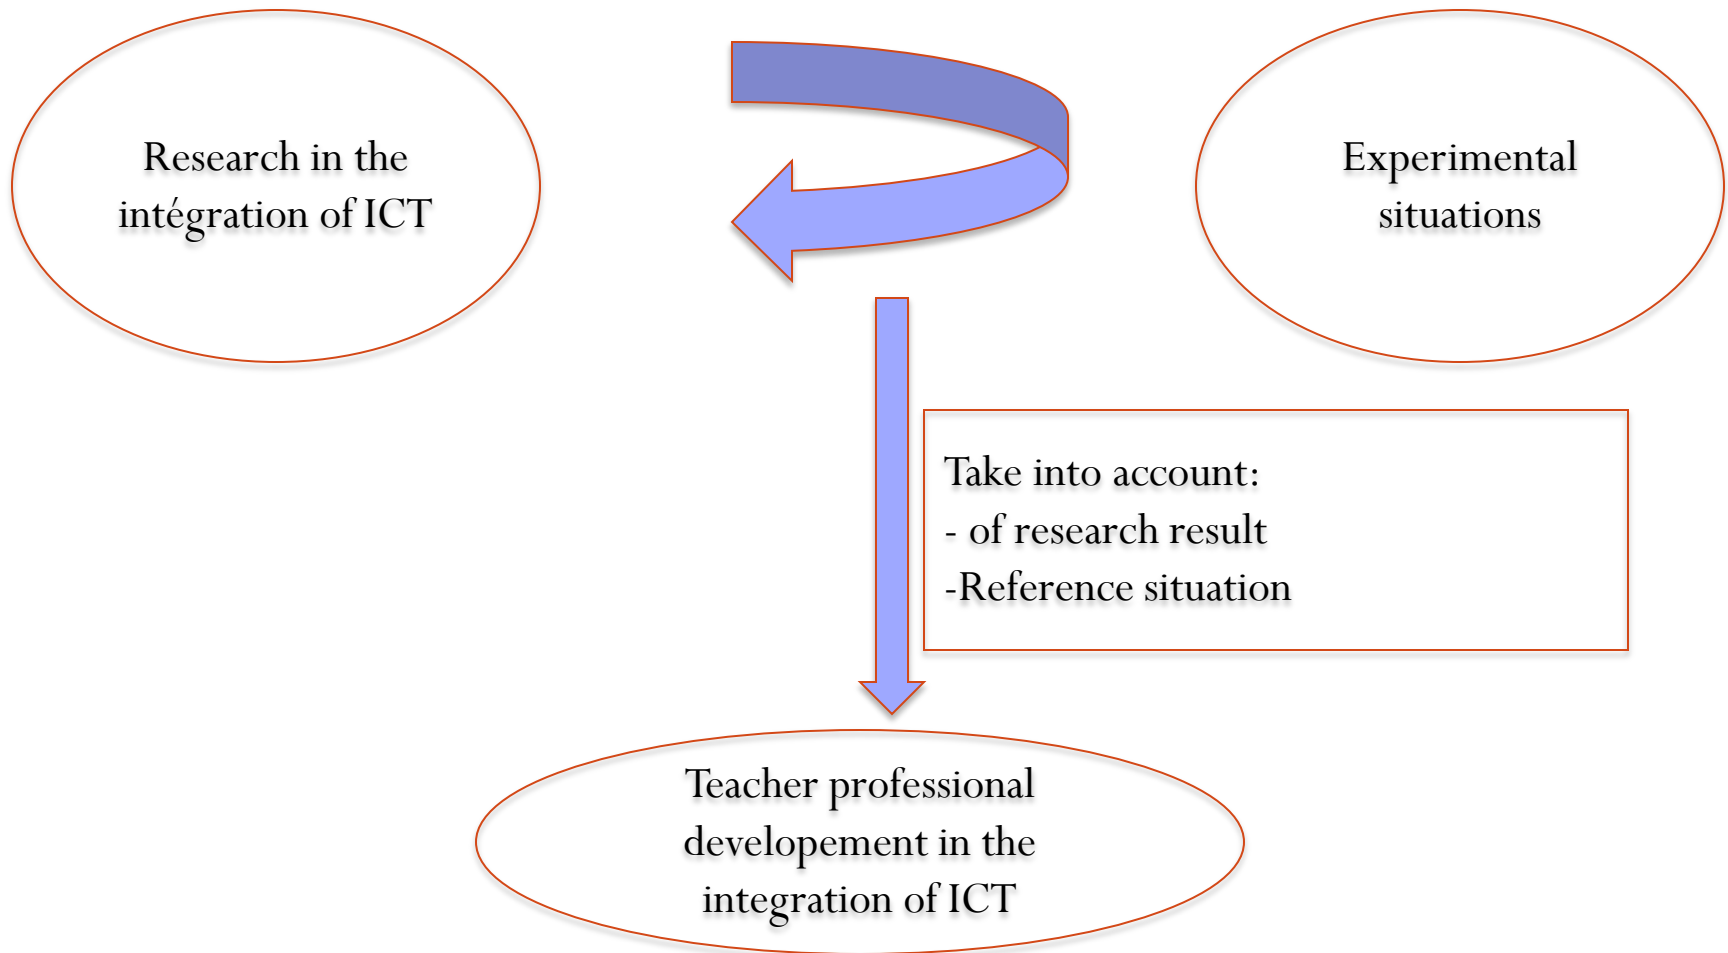 Research in the
intégration of ICT
Experimental
situations
Take into account:
- of research result
-Reference situation
Teacher professional
developement in the
integration of ICT